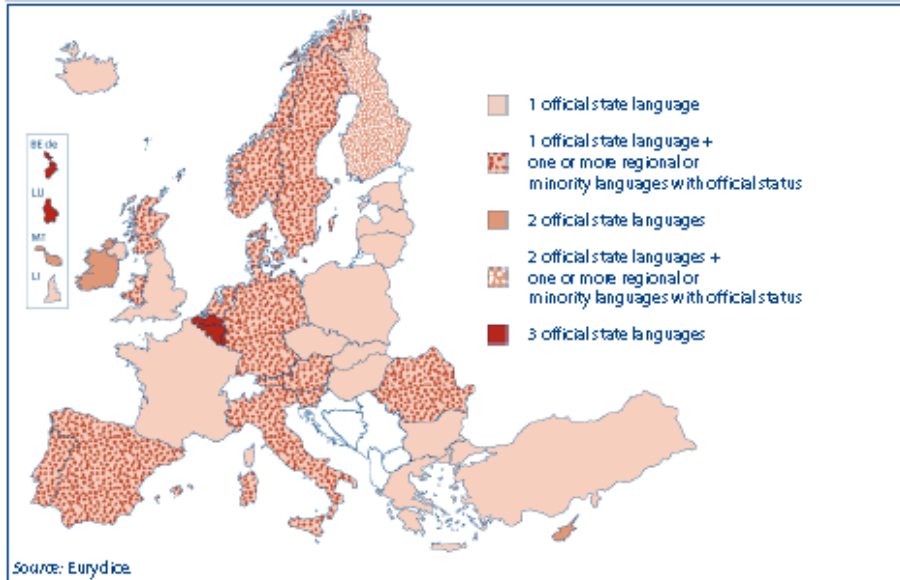 BE de
LU
MT
LI
1 official state language
1 official state language +
one or more regional or
minority languages with official status
2 official state languages
2 official state languages +
one or more regional or
minority languages with official status
3 official state languages
Source: Eurydice.